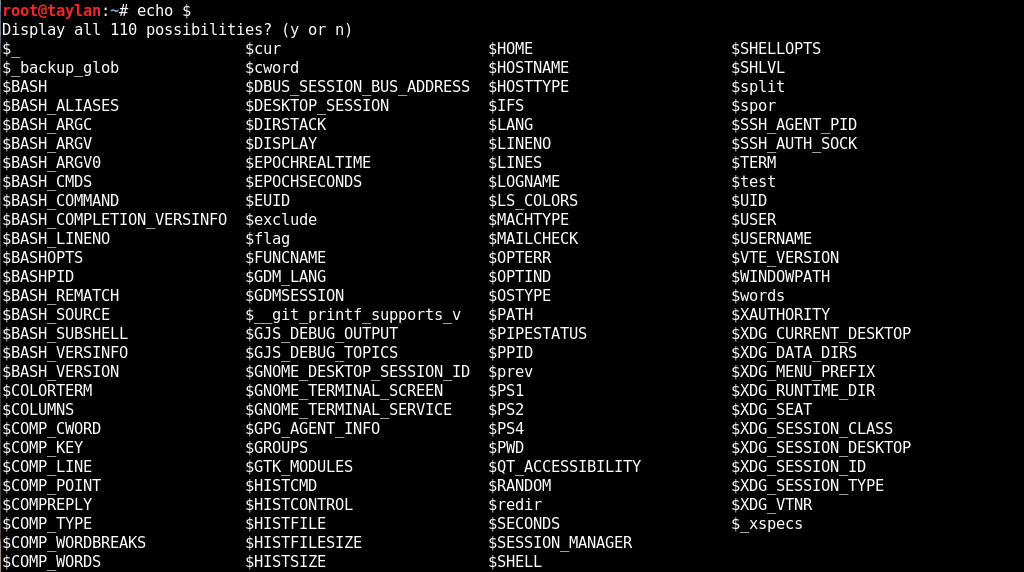 root@taylan:~# echo $
Display all 110 possibilities? (y or n)
$_ $cur $HOME $SHELLOPTS
$_backup_glob $cword $HOSTNAME $SHLVL
$BASH $DBUS_SESSION_BUS_ADDRESS $HOSTTYPE $split
$BASH_ALIASES $DESKTOP_SESSION $IFS $spor
$BASH_ARGC $DIRSTACK $LANG $SSH_AGENT_PID
$BASH_ARGV $DISPLAY $LINENO $SSH_AUTH_SOCK
$BASH_ARGV0 $EPOCHREALTIME $LINES $TERM
$BASH_CMDS $EPOCHSECONDS $LOGNAME $test
$BASH_COMMAND $EUID $LS_COLORS $UID
$BASH_COMPLETION_VERSINFO $exclude $MACHTYPE $USER
$BASH_LINENO $flag $MAILCHECK $USERNAME
$BASHOPTS $FUNCNAME $OPTERR $VTE_VERSION
$BASHPID $GDM_LANG $OPTIND $WINDOWPATH
$BASH_REMATCH $GDMSESSION $OSTYPE $words
$BASH_SOURCE $__git_printf_supports_v $PATH $XAUTHORITY
$BASH_SUBSHELL $GJS_DEBUG_OUTPUT $PIPESTATUS $XDG_CURRENT_DESKTOP
$BASH_VERSINFO $GJS_DEBUG_TOPICS $PPID $XDG_DATA_DIRS
$BASH_VERSION $GNOME_DESKTOP_SESSION_ID $prev $XDG_MENU_PREFIX
$COLORTERM $GNOME_TERMINAL_SCREEN $PS1 $XDG_RUNTIME_DIR
$COLUMNS $GNOME_TERMINAL_SERVICE $PS2 $XDG_SEAT
$COMP_CWORD $GPG_AGENT_INFO $PS4 $XDG_SESSION_CLASS
$COMP_KEY $GROUPS $PWD $XDG_SESSION_DESKTOP
$COMP_LINE $GTK_MODULES $QT_ACCESSIBILITY $XDG_SESSION_ID
$COMP_POINT $HISTCMD $RANDOM $XDG_SESSION_TYPE
$COMPREPLY $HISTCONTROL $redir $XDG_VTNR
$COMP_TYPE $HISTFILE $SECONDS $_xspecs
$COMP_WORDBREAKS $HISTFILESIZE $SESSION_MANAGER
$COMP_WORDS $HISTSIZE $SHELL